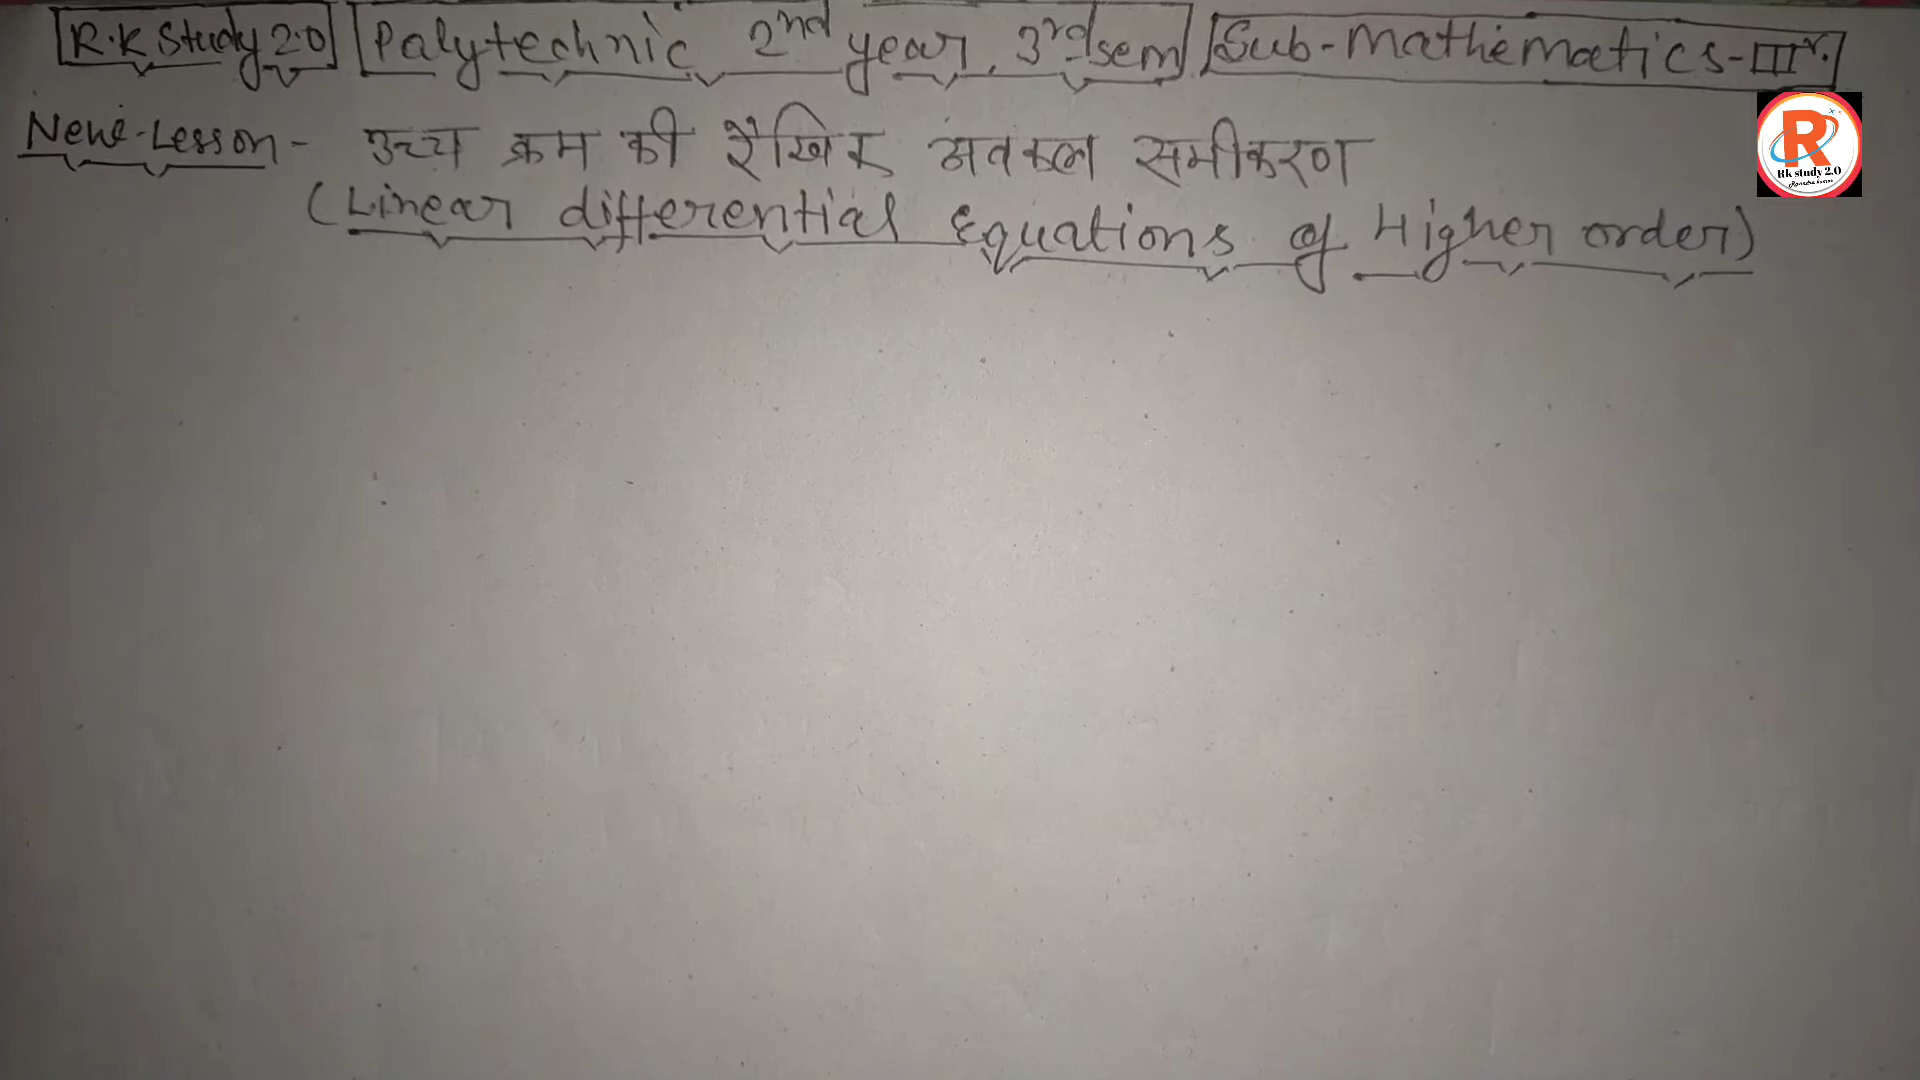 R.K Study 2.0 Palytechnic 2nd year, 3rd sem Sub-Mathematics-III
New-Lesson- उच्च क्रम की रैखिक अवकल समीकरण
(Linear differential Equations of Higher order)
R
Rk study 2.0